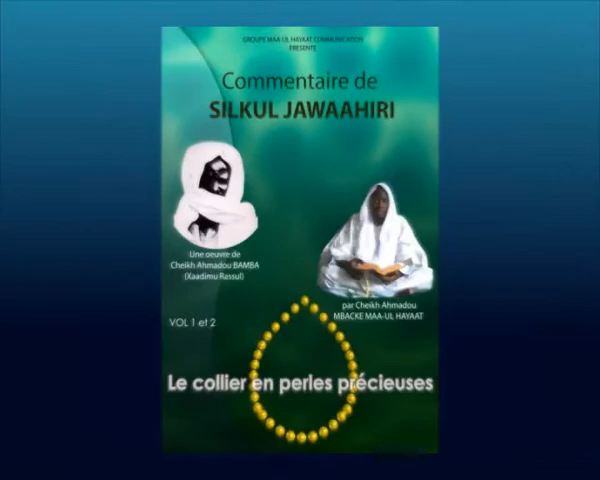 GROUPE MAA UL HAYAAT COMMUNICATION
PRESENTE
Commentaire de
SILKUL JAWAAHIRI
Une oeuvre de
Cheikh Ahmadou BAMBA
(Xaadimu Rassul)
par Cheikh Ahmadou
MBACKE MAA-UL HAYAAT
VOL 1 et 2
Le collier en perles précieuses